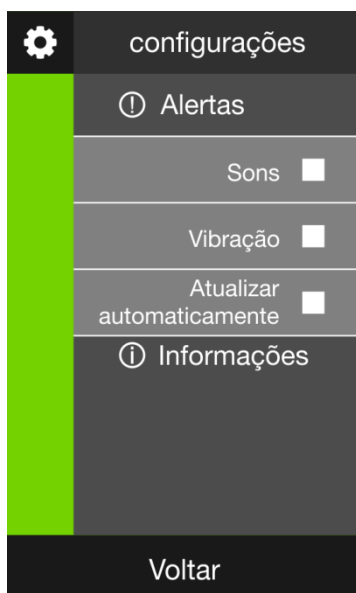 configurações
Alertas
Sons
Vibração
Atualizar
automaticamente
Informações
Voltar